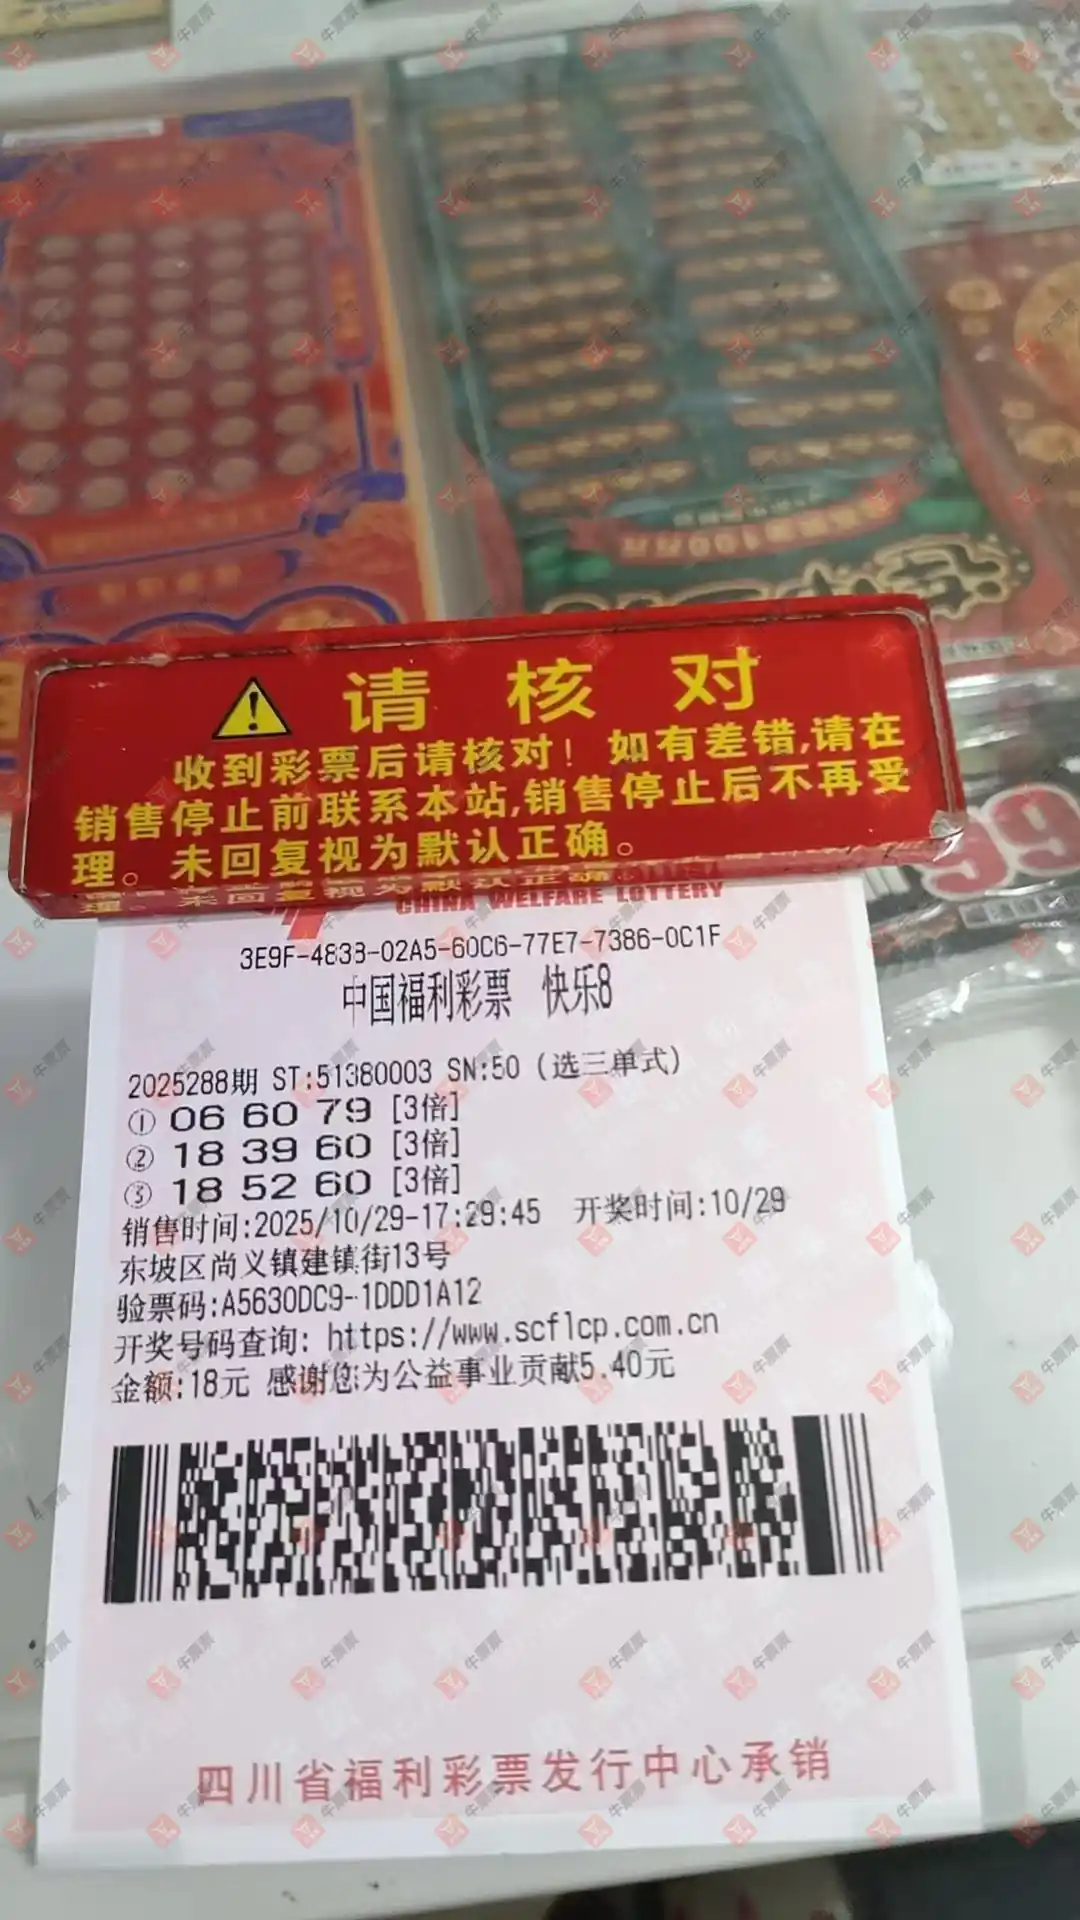 请核对
收到彩票后请核对！如有差错,请在
销售停止前联系本站,销售停止后不再受
理。未回复视为默认正确。
CHINA WELFARE LOTTERY
3E9F-4838-02A5-60C6-77E7-7386-0C1F
中国福利彩票 快乐8
2025288期 ST:51380003 SN:50 (选三单式)
① 06 60 79 [3倍]
② 18 39 60 [3倍]
③ 18 52 60 [3倍]
销售时间:2025/10/29-17:29:45 开奖时间:10/29
东坡区尚义镇建镇街13号
验票码:A5630DC9-1DDD1A12
开奖号码查询: https://www.scflcp.com.cn
金额:18元 感谢您为公益事业贡献5.40元
四川省福利彩票发行中心承销
99
牛票票